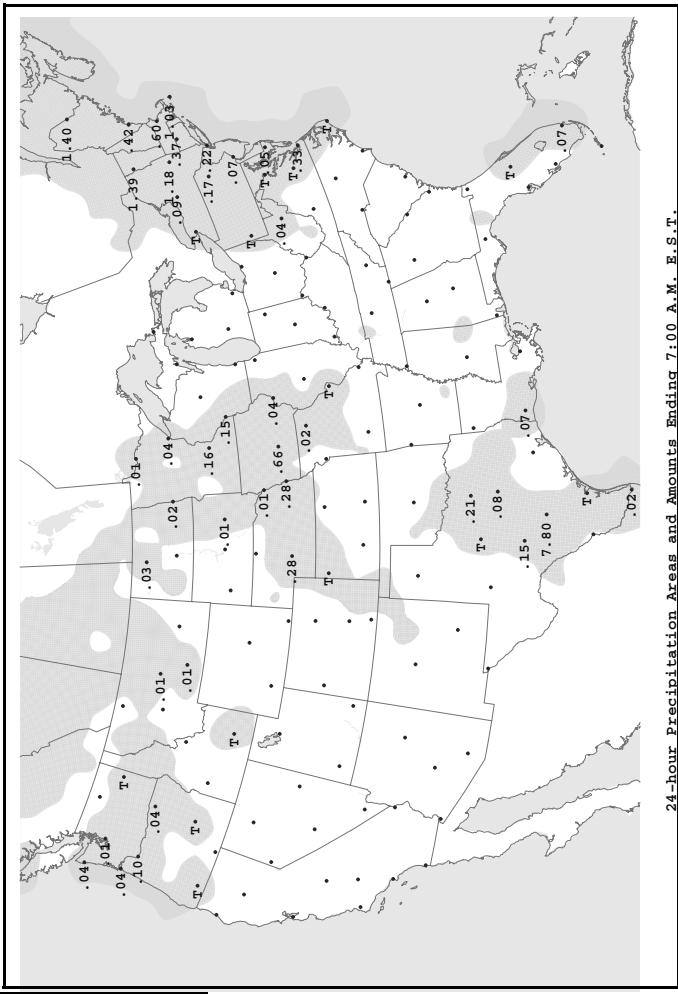 1.40
.04
.01
.04
T
.42
1.39
.01
.10
.03
.04
.60
.01
.04
1.18
1.03
.02
.09
.37
.01
T
T
T
.16
.17
.22
.01
.15
.07
T
T
.01
T
.05
.04
.66
.04
.28
.28
T
.33
.02
T
T
T
.21
T
.08
T
.15
.07
7.80
.07
T
.02
24-hour Precipitation Areas and Amounts Ending 7:00 A.M. E.S.T.